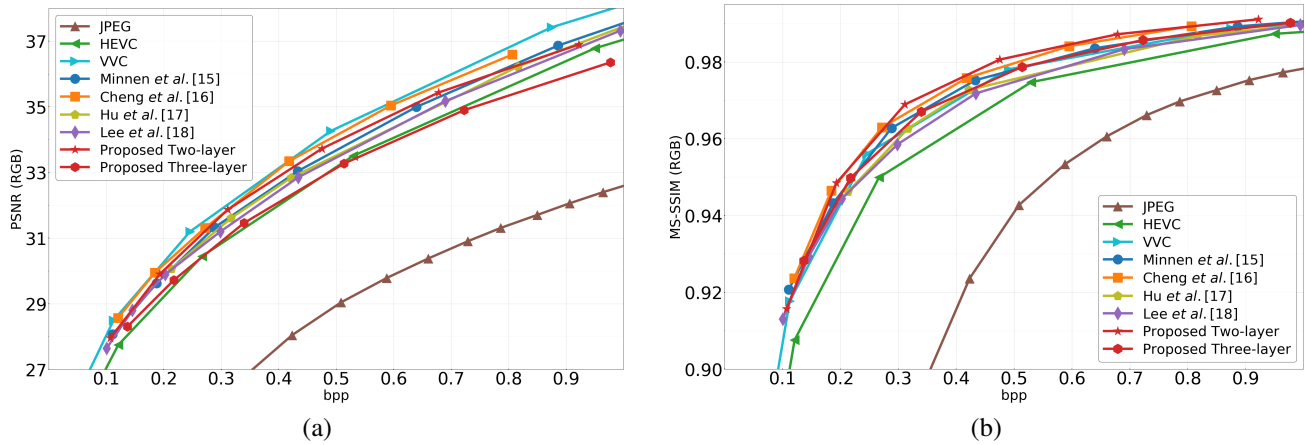 37
35
33
31
29
27
PSNR (RGB)
JPEG
HEVC
VVC
Minnen et al. [15]
Cheng et al. [16]
Hu et al. [17]
Lee et al. [18]
Proposed Two-layer
Proposed Three-layer
0.1 0.2 0.3 0.4 0.5 0.6 0.7 0.8 0.9
bpp
(a)
0.98
0.96
0.94
0.92
0.90
MS-SSIM (RGB)
JPEG
HEVC
VVC
Minnen et al. [15]
Cheng et al. [16]
Hu et al. [17]
Lee et al. [18]
Proposed Two-layer
Proposed Three-layer
0.1 0.2 0.3 0.4 0.5 0.6 0.7 0.8 0.9
bpp
(b)